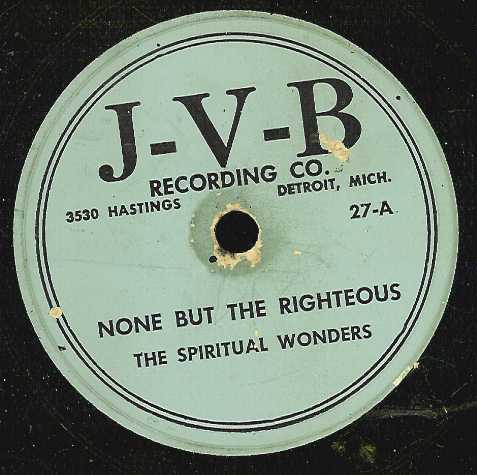 J-V-B
RECORDING CO.
3530 HASTINGS DETROIT, MICH.
27-A
NONE BUT THE RIGHTEOUS
THE SPIRITUAL WONDERS